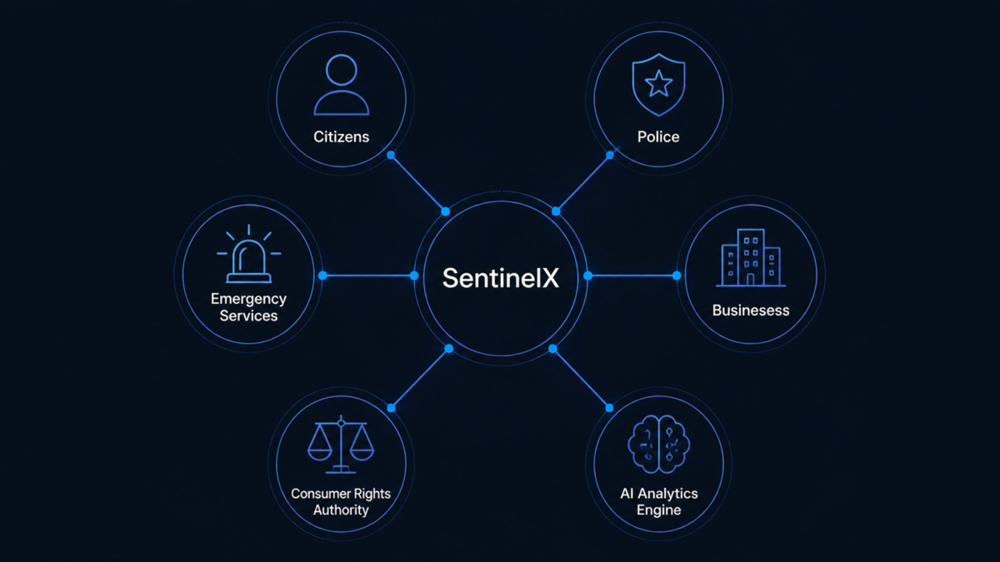 Citizens
Police
Emergency
Services
SentinelX
Businesess
Consumer Rights
Authority
AI Analytics
Engine